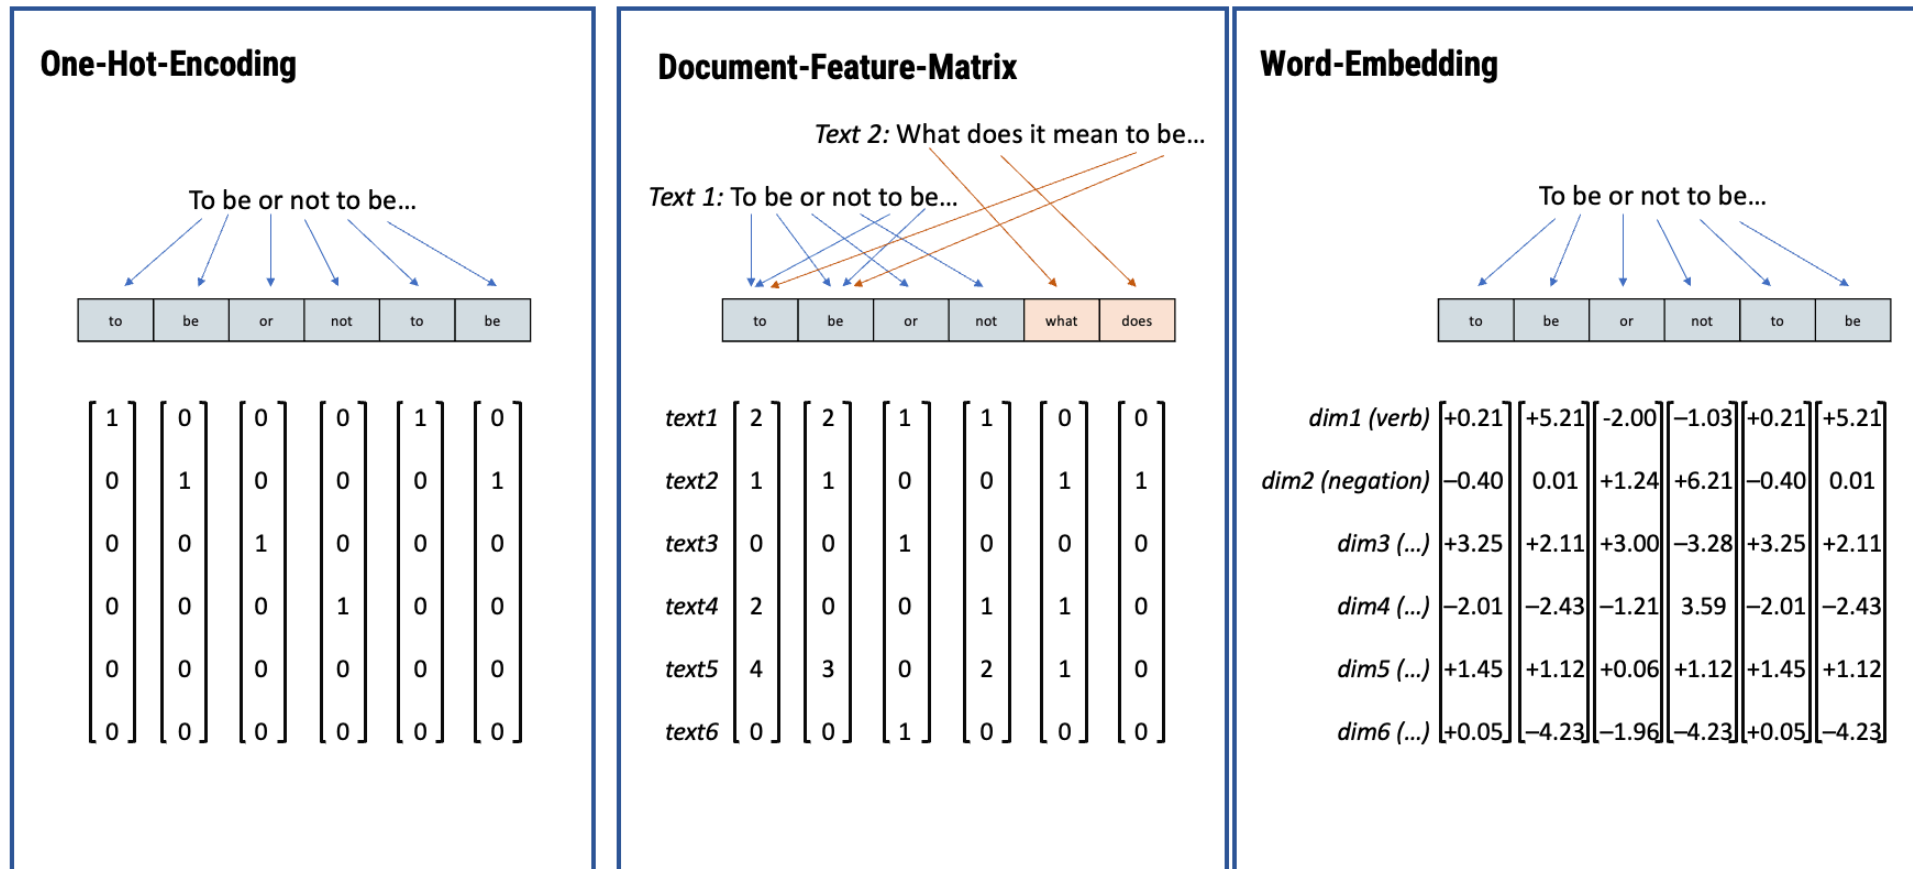 One-Hot-Encoding
To be or not to be...
to be or not to be
1 0 0 0 1 0
0 1 0 0 0 1
0 0 1 0 0 0
0 0 0 1 0 0
0 0 0 0 0 0
0 0 0 0 0 0
Document-Feature-Matrix
Text 2: What does it mean to be...
Text 1: To be or not to be...
to be or not what does
text1 2 2 1 1 0 0
text2 1 1 0 0 1 1
text3 0 0 1 0 0 0
text4 2 0 0 1 1 0
text5 4 3 0 2 1 0
text6 0 0 1 0 0 0
Word-Embedding
To be or not to be...
to be or not to be
dim1 (verb) +0.21 +5.21 -2.00 –1.03 +0.21 +5.21
dim2 (negation) –0.40 0.01 +1.24 +6.21 –0.40 0.01
dim3 (...) +3.25 +2.11 +3.00 –3.28 +3.25 +2.11
dim4 (...) –2.01 –2.43 –1.21 3.59 –2.01 –2.43
dim5 (...) +1.45 +1.12 +0.06 +1.12 +1.45 +1.12
dim6 (...) +0.05 –4.23 –1.96 –4.23 +0.05 –4.23